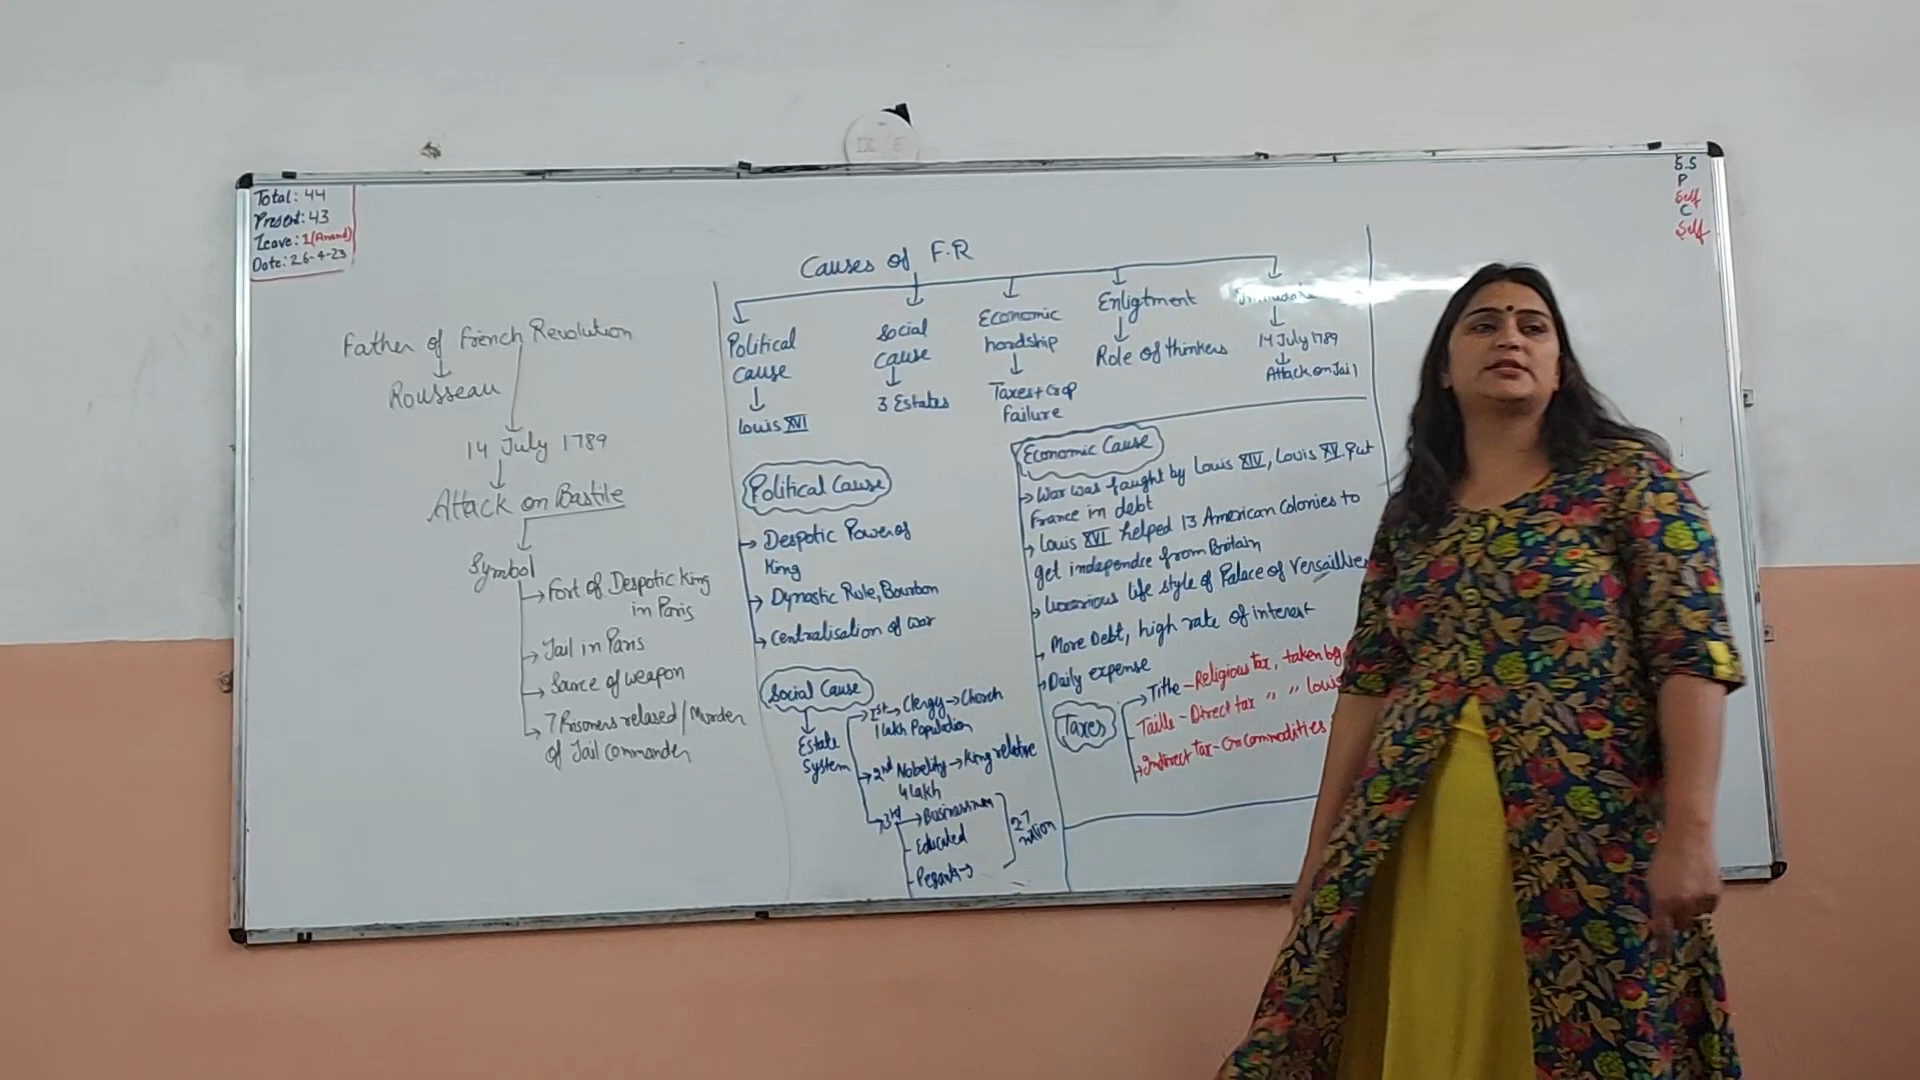 Total: 44
Present: 43
Leave: 1 (Anand)
Date: 26-4-23
S.S
P
Self
C
Self
Father of French Revolution
Rousseau
14 July 1789
Attack on Bastile
Symbol
Fort of Despotic King
in Paris
Jail in Paris
Source of weapon
7 Prisoners relased / Murder
of Jail commander
Causes of F.R
Political
Cause
Louis XVI
Social
Cause
3 Estates
Economic
hardship
Taxes + Crop
failure
Enligtment
Role of thinkers
14 July 1789
Attack on Jail
Political Cause
Despotic Power of
King
Dynastic Rule, Bourbon
Centralisation of war
Social Cause
Estate
System
1st → Clergy → Church
1 lakh Population
2nd Nobelity → King relative
4 lakh
3rd → Businessmen
Educated
27
Economic Cause
War was faught by Louis XIV, Louis XV put
France in debt
Louis XVI helped 13 American Colonies to
get independce from Britain
luxurious life style of Palace of Versaillies
More Debt, high rate of interest
Daily expense
Taxes
Tithe - Religious Tax, taken by
Taille - Direct tax " " Louis
Indirect Tax - On Commodities